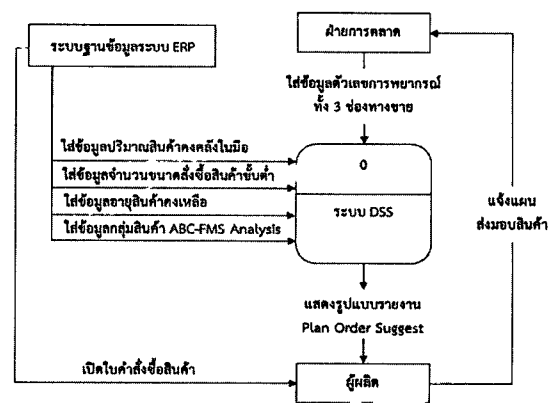 ระบบฐานข้อมูลระบบ ERP
ฝ่ายการตลาด
ใส่ข้อมูลตัวเลขการพยากรณ์
ทั้ง 3 ช่องทางขาย
ใส่ข้อมูลปริมาณสินค้าคงคลังในมือ
ใส่ข้อมูลจำนวนขนาดสั่งซื้อสินค้าขั้นต่ำ
ใส่ข้อมูลอายุสินค้าคงเหลือ
ใส่ข้อมูลกลุ่มสินค้า ABC-FMS Analysis
0
ระบบ DSS
แจ้งแผน
ส่งมอบสินค้า
แสดงรูปแบบรายงาน
Plan Order Suggest
เปิดใบคำสั่งซื้อสินค้า
ผู้ผลิต